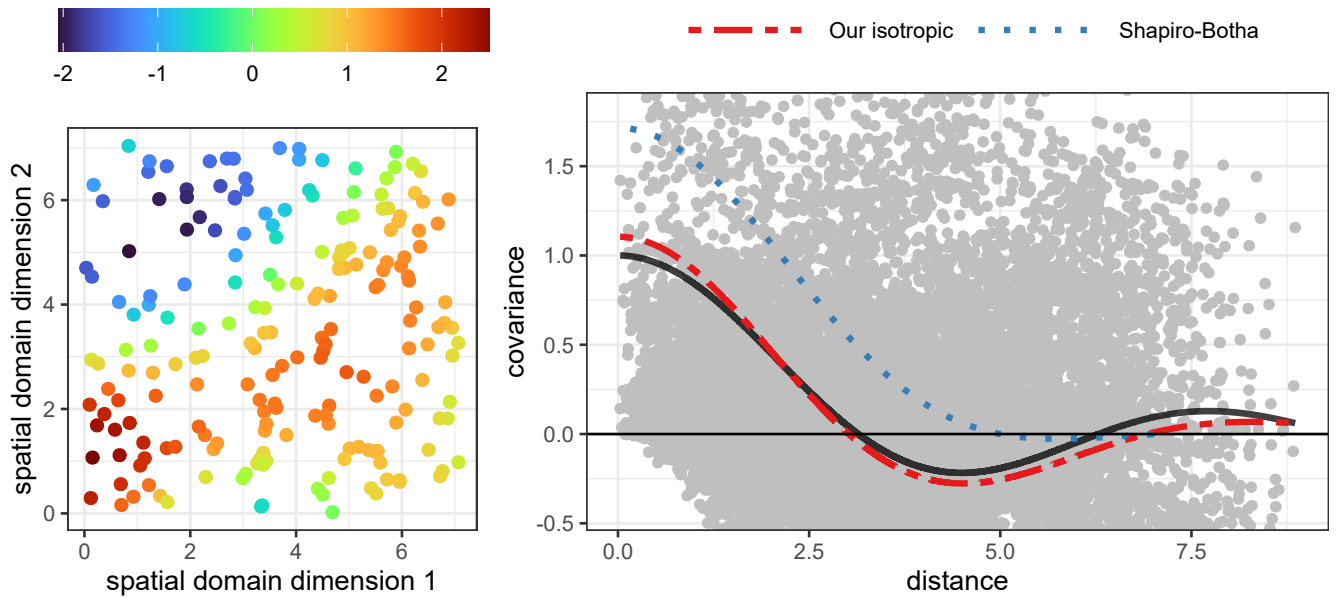 -2 -1 0 1 2
spatial domain dimension 2
6
4
2
0
0 2 4 6
spatial domain dimension 1
Our isotropic Shapiro-Botha
covariance
1.5
1.0
0.5
0.0
-0.5
0.0 2.5 5.0 7.5
distance